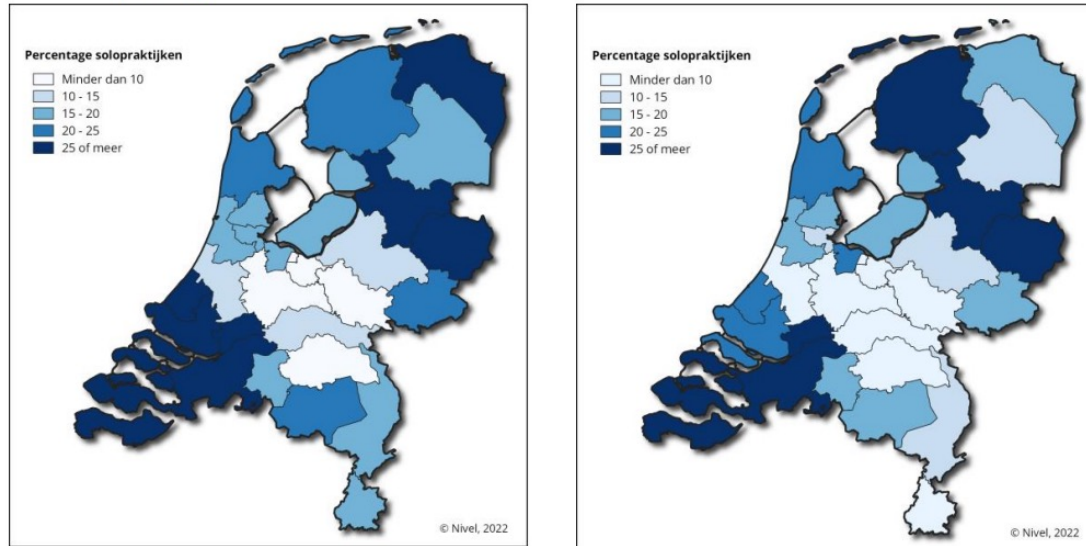 Percentage solopraktijken
Minder dan 10
10 - 15
15 - 20
20 - 25
25 of meer
© Nivel, 2022
Percentage solopraktijken
Minder dan 10
10 - 15
15 - 20
20 - 25
25 of meer
© Nivel, 2022